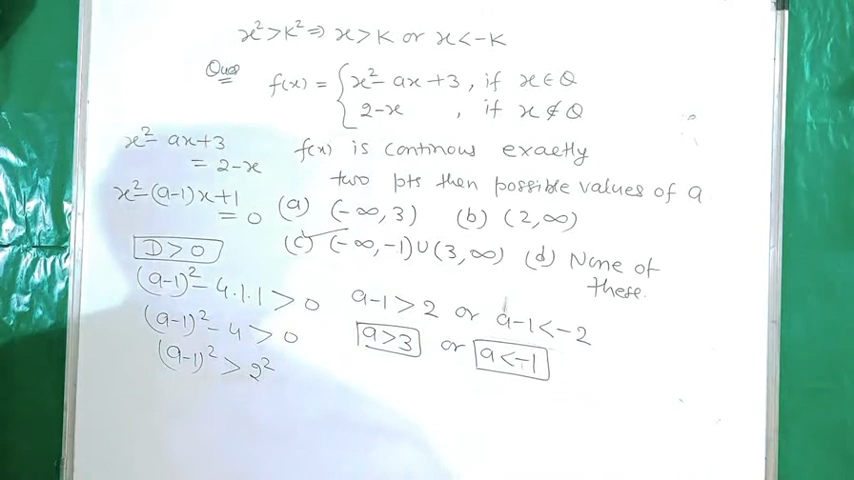 x² > K² ⇒ x > K or x < -K
Ques
f(x) = { x² - ax + 3 , if x ∈ Q
2 - x , if x ∉ Q
f(x) is continous exaetly
two pts then possible values of a
(a) (-∞, 3) (b) (2, ∞)
(c) (-∞, -1) ∪ (3, ∞) (d) None of
these.
x² - ax + 3
= 2 - x
x² - (a-1)x + 1
= 0
D > 0
(a-1)² - 4.1.1 > 0
(a-1)² - 4 > 0
(a-1)² > 2²
a-1 > 2 or a-1 < -2
a > 3 or a < -1